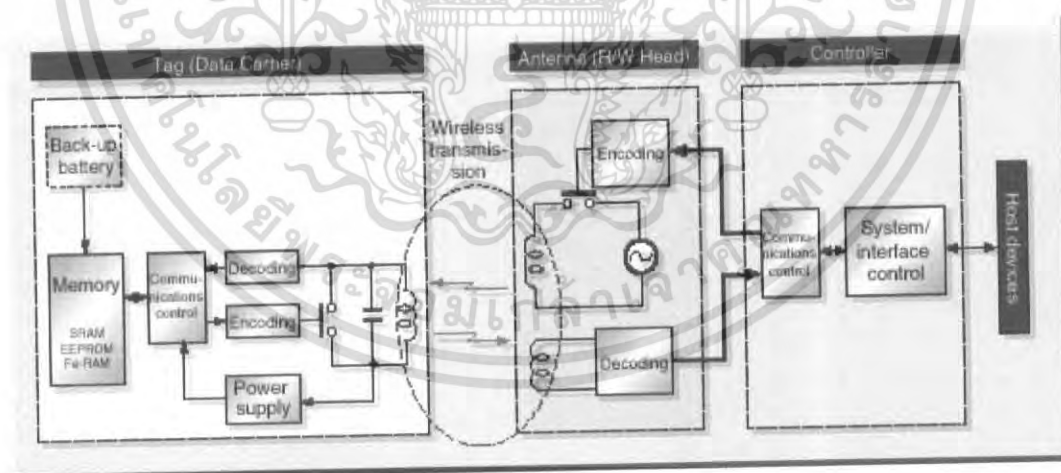 Tag (Data Carrier)
Antenna (R/W Head)
Controller
Back-up
battery
Memory
SRAM
EEPROM
Fe-RAM
Commu-
nications
control
Decoding
Encoding
Power
supply
Wireless
transmis-
sion
Encoding
Decoding
Commu-
nications
control
System/
interface
control
Host devices